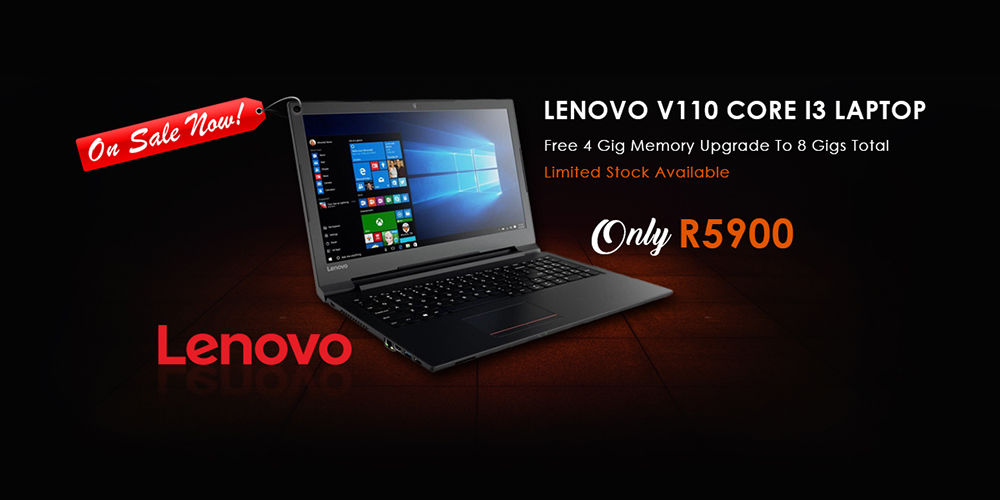 On Sale Now!
LENOVO V110 CORE I3 LAPTOP
Free 4 Gig Memory Upgrade To 8 Gigs Total
Limited Stock Available
Only R5900
Lenovo
Lenovo